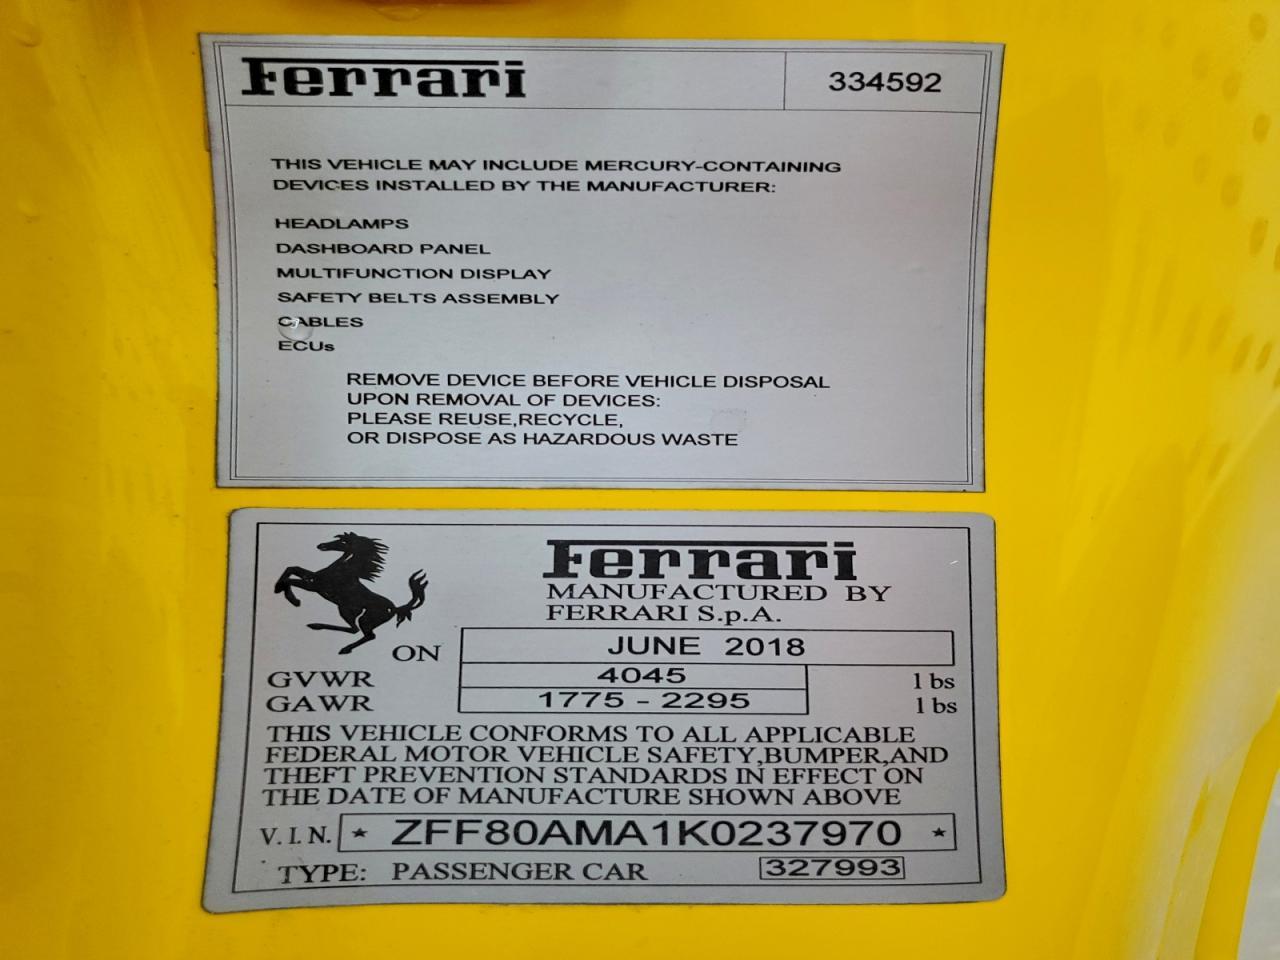 Ferrari 334592
THIS VEHICLE MAY INCLUDE MERCURY-CONTAINING
DEVICES INSTALLED BY THE MANUFACTURER:
HEADLAMPS
DASHBOARD PANEL
MULTIFUNCTION DISPLAY
SAFETY BELTS ASSEMBLY
CABLES
ECUs
REMOVE DEVICE BEFORE VEHICLE DISPOSAL
UPON REMOVAL OF DEVICES:
PLEASE REUSE,RECYCLE,
OR DISPOSE AS HAZARDOUS WASTE
Ferrari
MANUFACTURED BY
FERRARI S.p.A.
ON JUNE 2018
GVWR 4045 lbs
GAWR 1775 - 2295 lbs
THIS VEHICLE CONFORMS TO ALL APPLICABLE
FEDERAL MOTOR VEHICLE SAFETY,BUMPER,AND
THEFT PREVENTION STANDARDS IN EFFECT ON
THE DATE OF MANUFACTURE SHOWN ABOVE
V.I.N. * ZFF80AMA1K0237970 *
TYPE: PASSENGER CAR 327993